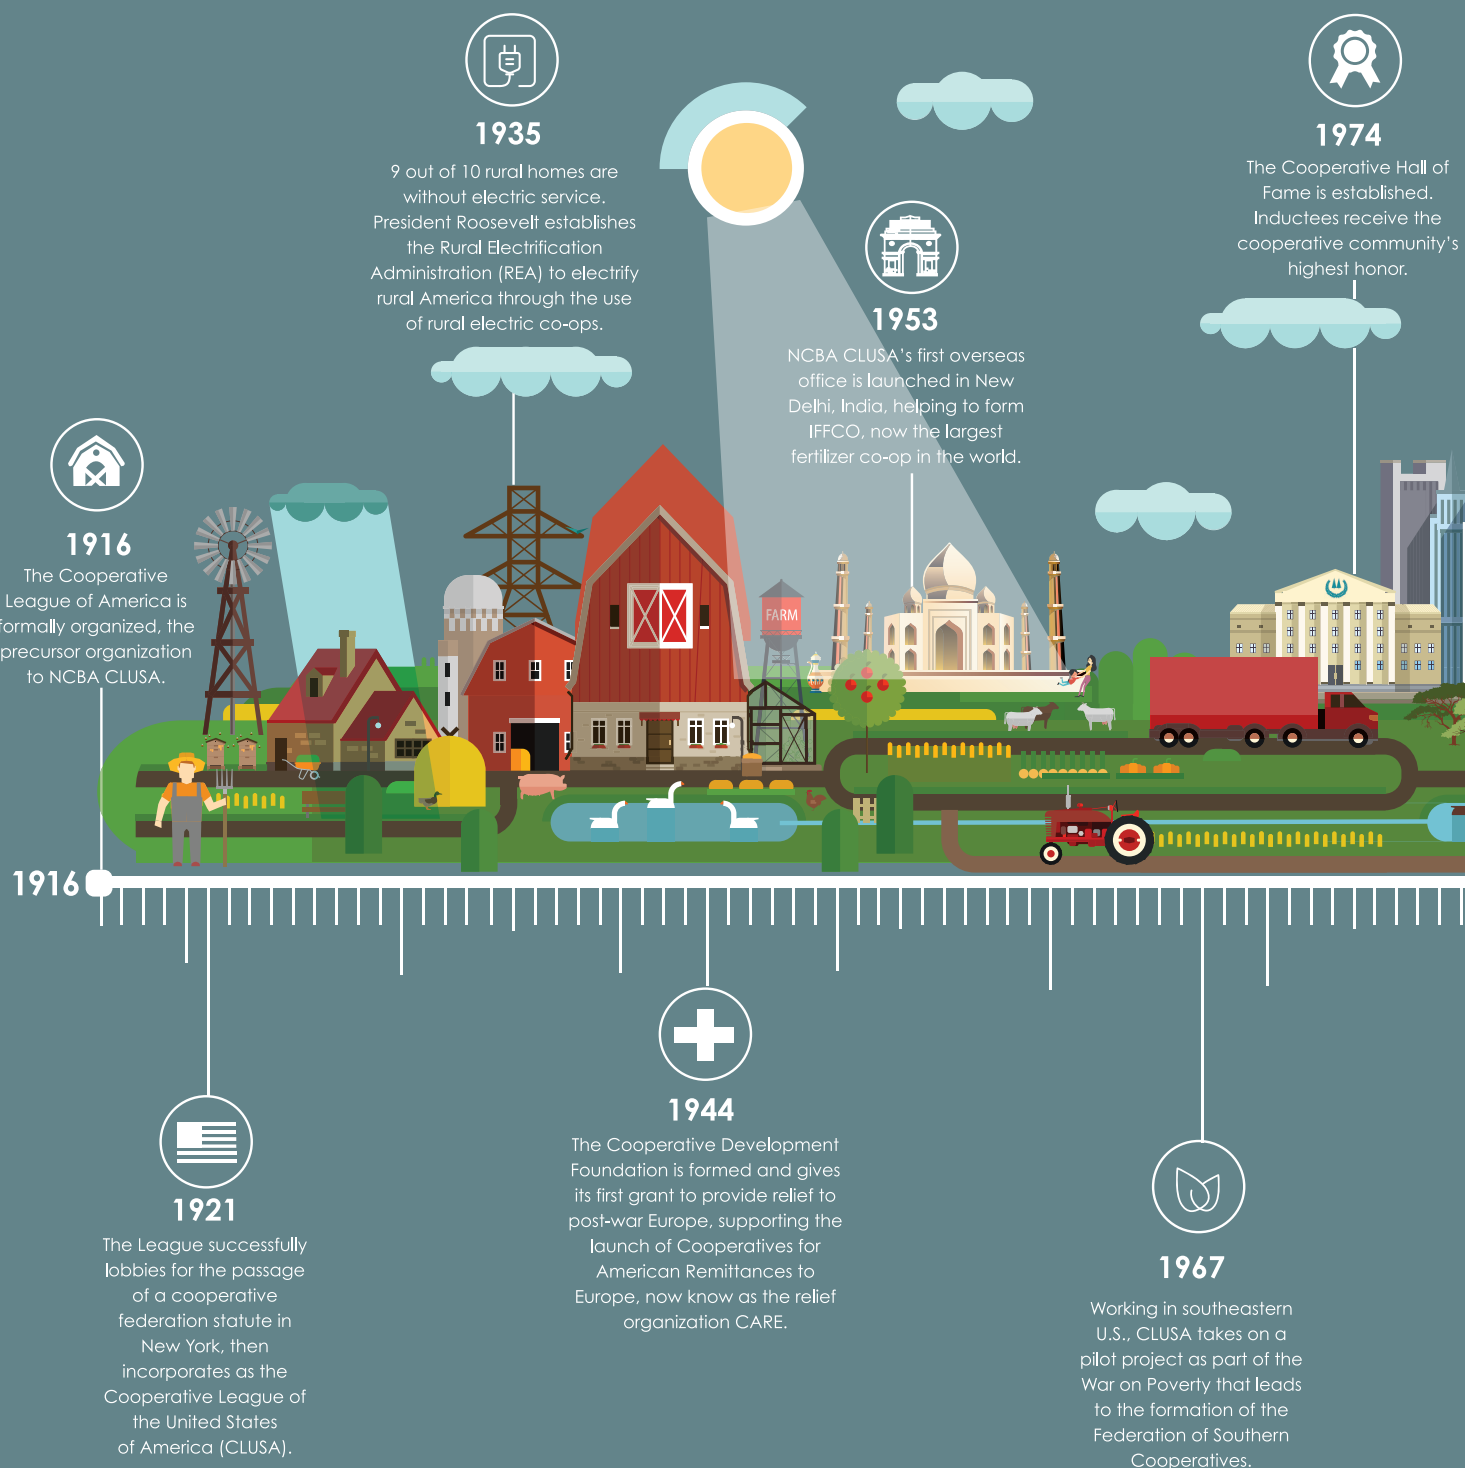 1935
9 out of 10 rural homes are
without electric service.
President Roosevelt establishes
the Rural Electrification
Administration (REA) to electrify
rural America through the use
of rural electric co-ops.
1974
The Cooperative Hall of
Fame is established.
Inductees receive the
cooperative community's
highest honor.
1953
NCBA CLUSA's first overseas
office is launched in New
Delhi, India, helping to form
IFFCO, now the largest
fertilizer co-op in the world.
1916
The Cooperative
League of America is
formally organized, the
precursor organization
to NCBA CLUSA.
FARM
1916
1921
The League successfully
lobbies for the passage
of a cooperative
federation statute in
New York, then
incorporates as the
Cooperative League of
the United States
of America (CLUSA).
1944
The Cooperative Development
Foundation is formed and gives
its first grant to provide relief to
post-war Europe, supporting the
launch of Cooperatives for
American Remittances to
Europe, now know as the relief
organization CARE.
1967
Working in southeastern
U.S., CLUSA takes on a
pilot project as part of the
War on Poverty that leads
to the formation of the
Federation of Southern
Cooperatives.